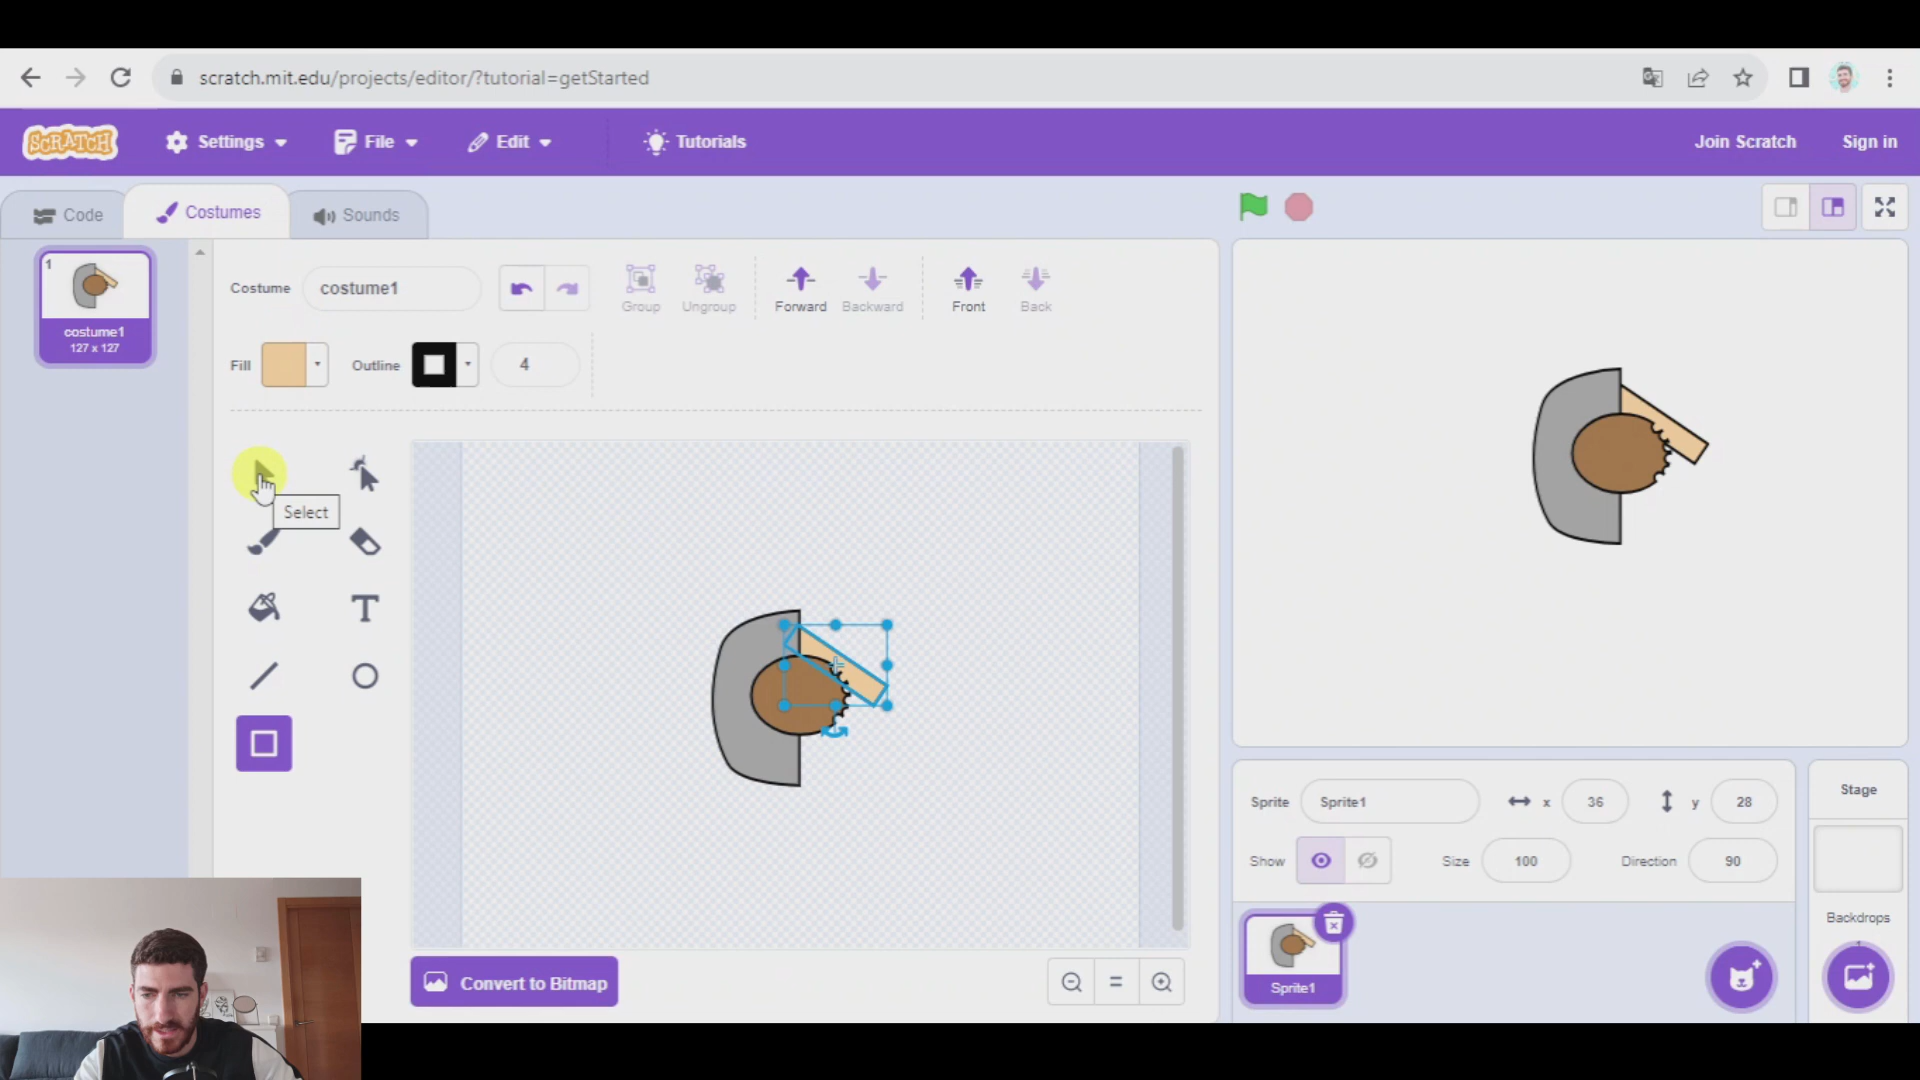 scratch.mit.edu/projects/editor/?tutorial=getStarted
SCRATCH
Settings
File
Edit
Tutorials
Join Scratch
Sign in
Code
Costumes
Sounds
1
costume1
127 x 127
Costume
costume1
Group
Ungroup
Forward
Backward
Front
Back
Fill
Outline
4
Select
T
Convert to Bitmap
Sprite
Sprite1
x
36
y
28
Show
Size
100
Direction
90
Sprite1
Stage
Backdrops
1